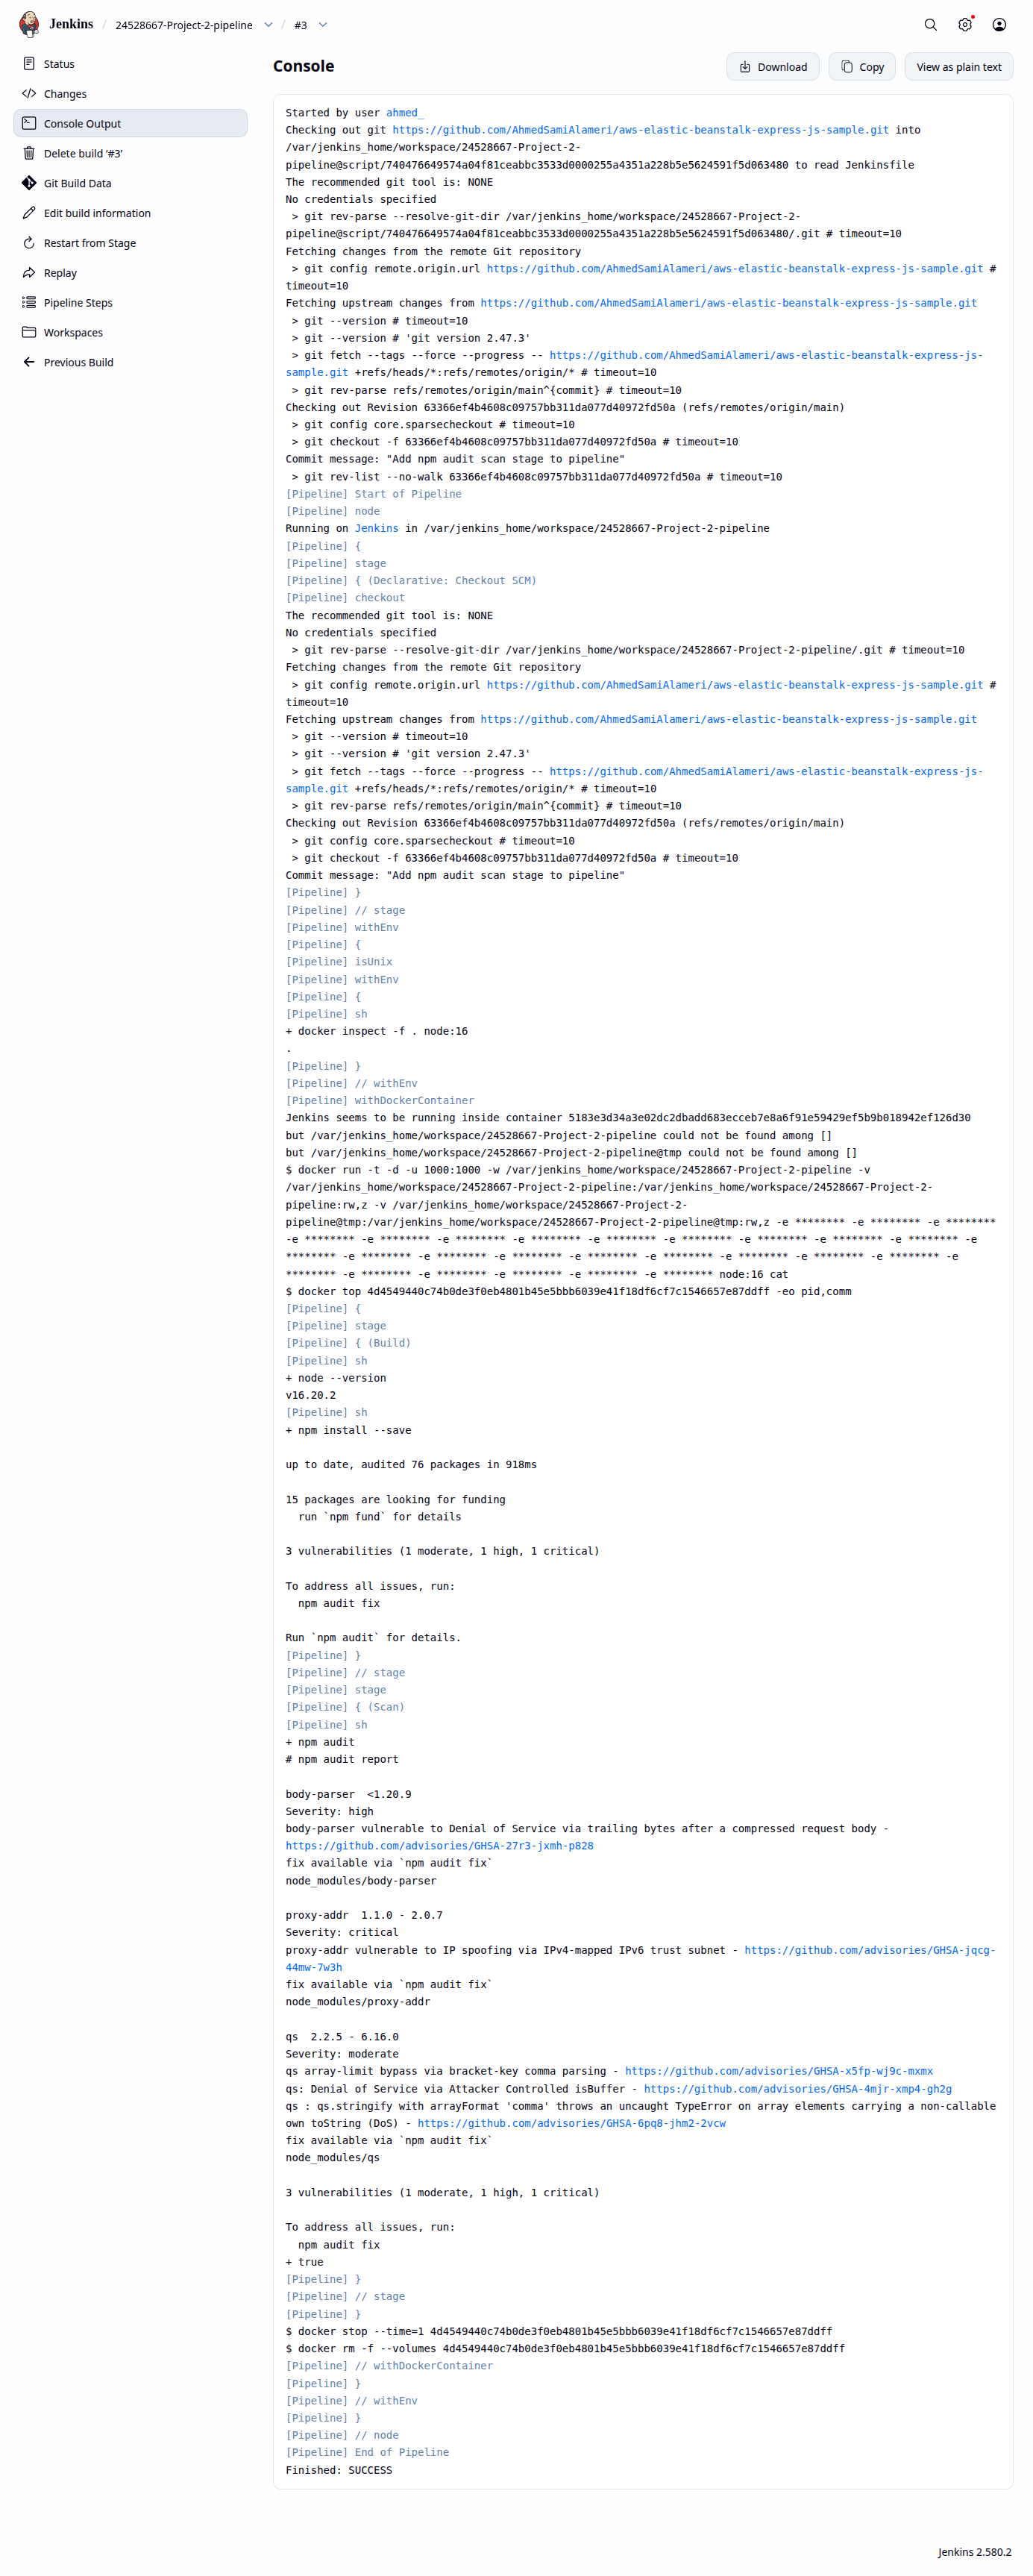 Jenkins / 24528667-Project-2-pipeline / #3
Status
Changes
Console Output
Delete build '#3'
Git Build Data
Edit build information
Restart from Stage
Replay
Pipeline Steps
Workspaces
Previous Build
Console
Download
Copy
View as plain text
Started by user ahmed_
Checking out git https://github.com/AhmedSamiAlameri/aws-elastic-beanstalk-express-js-sample.git into
/var/jenkins_home/workspace/24528667-Project-2-
pipeline@script/740476649574a04f81ceabbc3533d0000255a4351a228b5e5624591f5d063480 to read Jenkinsfile
The recommended git tool is: NONE
No credentials specified
 > git rev-parse --resolve-git-dir /var/jenkins_home/workspace/24528667-Project-2-
pipeline@script/740476649574a04f81ceabbc3533d0000255a4351a228b5e5624591f5d063480/.git # timeout=10
Fetching changes from the remote Git repository
 > git config remote.origin.url https://github.com/AhmedSamiAlameri/aws-elastic-beanstalk-express-js-sample.git #
timeout=10
Fetching upstream changes from https://github.com/AhmedSamiAlameri/aws-elastic-beanstalk-express-js-sample.git
 > git --version # timeout=10
 > git --version # 'git version 2.47.3'
 > git fetch --tags --force --progress -- https://github.com/AhmedSamiAlameri/aws-elastic-beanstalk-express-js-
sample.git +refs/heads/*:refs/remotes/origin/* # timeout=10
 > git rev-parse refs/remotes/origin/main^{commit} # timeout=10
Checking out Revision 63366ef4b4608c09757bb311da077d40972fd50a (refs/remotes/origin/main)
 > git config core.sparsecheckout # timeout=10
 > git checkout -f 63366ef4b4608c09757bb311da077d40972fd50a # timeout=10
Commit message: "Add npm audit scan stage to pipeline"
 > git rev-list --no-walk 63366ef4b4608c09757bb311da077d40972fd50a # timeout=10
[Pipeline] Start of Pipeline
[Pipeline] node
Running on Jenkins in /var/jenkins_home/workspace/24528667-Project-2-pipeline
[Pipeline] {
[Pipeline] stage
[Pipeline] { (Declarative: Checkout SCM)
[Pipeline] checkout
The recommended git tool is: NONE
No credentials specified
 > git rev-parse --resolve-git-dir /var/jenkins_home/workspace/24528667-Project-2-pipeline/.git # timeout=10
Fetching changes from the remote Git repository
 > git config remote.origin.url https://github.com/AhmedSamiAlameri/aws-elastic-beanstalk-express-js-sample.git #
timeout=10
Fetching upstream changes from https://github.com/AhmedSamiAlameri/aws-elastic-beanstalk-express-js-sample.git
 > git --version # timeout=10
 > git --version # 'git version 2.47.3'
 > git fetch --tags --force --progress -- https://github.com/AhmedSamiAlameri/aws-elastic-beanstalk-express-js-
sample.git +refs/heads/*:refs/remotes/origin/* # timeout=10
 > git rev-parse refs/remotes/origin/main^{commit} # timeout=10
Checking out Revision 63366ef4b4608c09757bb311da077d40972fd50a (refs/remotes/origin/main)
 > git config core.sparsecheckout # timeout=10
 > git checkout -f 63366ef4b4608c09757bb311da077d40972fd50a # timeout=10
Commit message: "Add npm audit scan stage to pipeline"
[Pipeline] }
[Pipeline] // stage
[Pipeline] withEnv
[Pipeline] {
[Pipeline] isUnix
[Pipeline] withEnv
[Pipeline] {
[Pipeline] sh
+ docker inspect -f . node:16
.
[Pipeline] }
[Pipeline] // withEnv
[Pipeline] withDockerContainer
Jenkins seems to be running inside container 5183e3d34a3e02dc2dbadd683ecceb7e8a6f91e59429ef5b9b018942ef126d30
but /var/jenkins_home/workspace/24528667-Project-2-pipeline could not be found among []
but /var/jenkins_home/workspace/24528667-Project-2-pipeline@tmp could not be found among []
$ docker run -t -d -u 1000:1000 -w /var/jenkins_home/workspace/24528667-Project-2-pipeline -v
/var/jenkins_home/workspace/24528667-Project-2-pipeline:/var/jenkins_home/workspace/24528667-Project-2-
pipeline:rw,z -v /var/jenkins_home/workspace/24528667-Project-2-
pipeline@tmp:/var/jenkins_home/workspace/24528667-Project-2-pipeline@tmp:rw,z -e ******** -e ******** -e ********
-e ******** -e ******** -e ******** -e ******** -e ******** -e ******** -e ******** -e ******** -e ******** -e
******** -e ******** -e ******** -e ******** -e ******** -e ******** -e ******** -e ******** -e ******** -e
******** -e ******** -e ******** -e ******** -e ******** -e ******** node:16 cat
$ docker top 4d4549440c74b0de3f0eb4801b45e5bbb6039e41f18df6cf7c1546657e87ddff -eo pid,comm
[Pipeline] {
[Pipeline] stage
[Pipeline] { (Build)
[Pipeline] sh
+ node --version
v16.20.2
[Pipeline] sh
+ npm install --save
up to date, audited 76 packages in 918ms
15 packages are looking for funding
  run `npm fund` for details
3 vulnerabilities (1 moderate, 1 high, 1 critical)
To address all issues, run:
  npm audit fix
Run `npm audit` for details.
[Pipeline] }
[Pipeline] // stage
[Pipeline] stage
[Pipeline] { (Scan)
[Pipeline] sh
+ npm audit
# npm audit report
body-parser  <1.20.9
Severity: high
body-parser vulnerable to Denial of Service via trailing bytes after a compressed request body -
https://github.com/advisories/GHSA-27r3-jxmh-p828
fix available via `npm audit fix`
node_modules/body-parser
proxy-addr  1.1.0 - 2.0.7
Severity: critical
proxy-addr vulnerable to IP spoofing via IPv4-mapped IPv6 trust subnet - https://github.com/advisories/GHSA-jqcg-
44mw-7w3h
fix available via `npm audit fix`
node_modules/proxy-addr
qs  2.2.5 - 6.16.0
Severity: moderate
qs array-limit bypass via bracket-key comma parsing - https://github.com/advisories/GHSA-x5fp-wj9c-mxmx
qs: Denial of Service via Attacker Controlled isBuffer - https://github.com/advisories/GHSA-4mjr-xmp4-gh2g
qs : qs.stringify with arrayFormat 'comma' throws an uncaught TypeError on array elements carrying a non-callable
own toString (DoS) - https://github.com/advisories/GHSA-6pq8-jhm2-2vcw
fix available via `npm audit fix`
node_modules/qs
3 vulnerabilities (1 moderate, 1 high, 1 critical)
To address all issues, run:
  npm audit fix
+ true
[Pipeline] }
[Pipeline] // stage
[Pipeline] }
$ docker stop --time=1 4d4549440c74b0de3f0eb4801b45e5bbb6039e41f18df6cf7c1546657e87ddff
$ docker rm -f --volumes 4d4549440c74b0de3f0eb4801b45e5bbb6039e41f18df6cf7c1546657e87ddff
[Pipeline] // withDockerContainer
[Pipeline] }
[Pipeline] // withEnv
[Pipeline] }
[Pipeline] // node
[Pipeline] End of Pipeline
Finished: SUCCESS
Jenkins 2.580.2